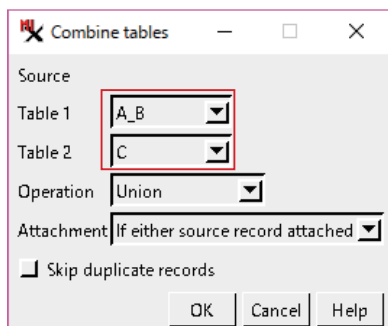 Combine tables
Source
Table 1 A_B
Table 2 C
Operation Union
Attachment If either source record attached
Skip duplicate records
OK Cancel Help